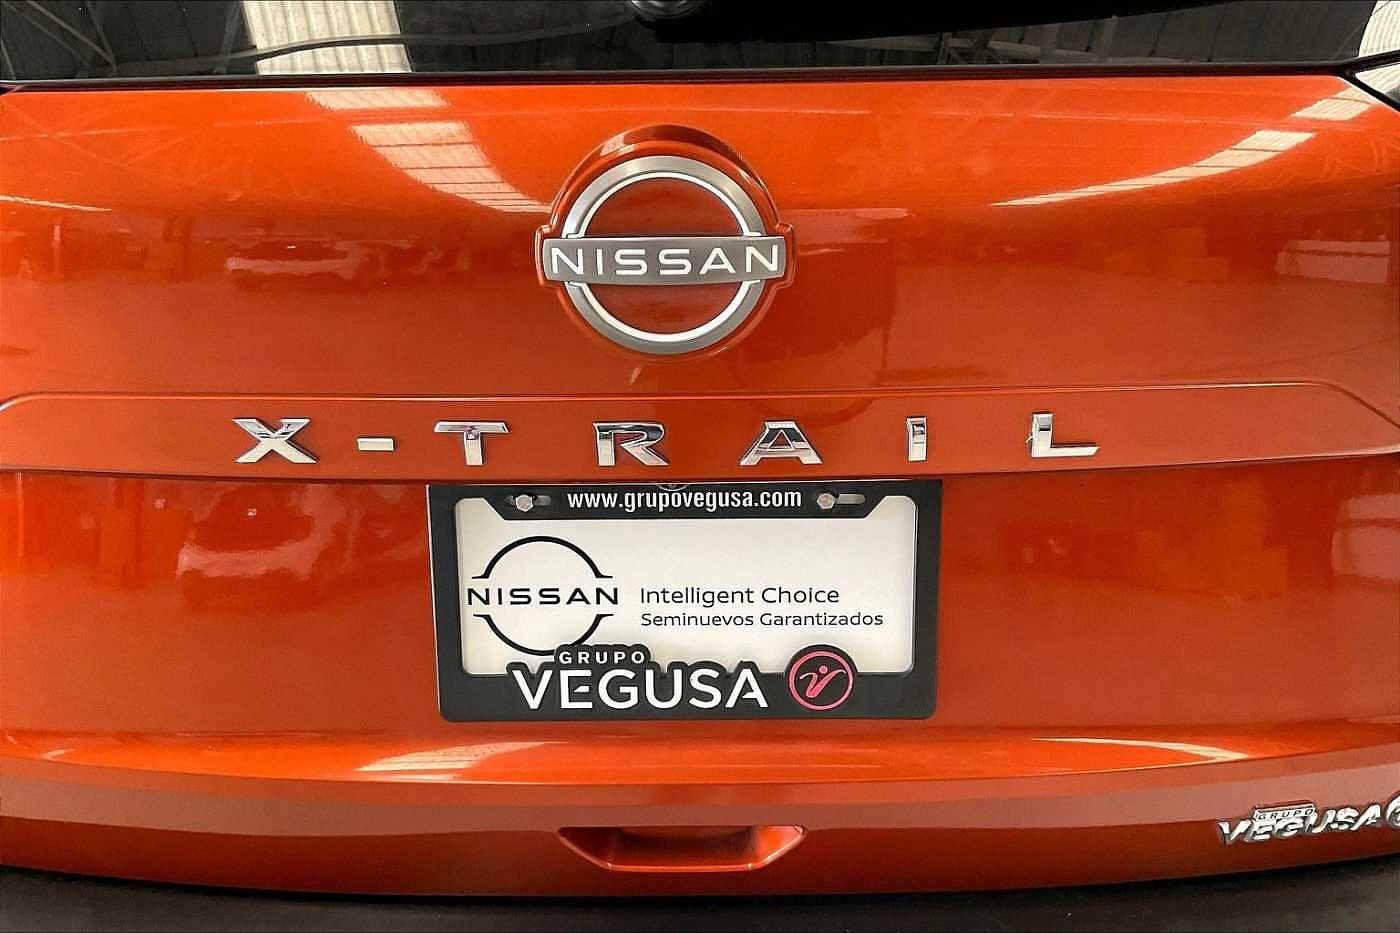 NISSAN
X-TRAIL
www.grupovegusa.com
NISSAN
Intelligent Choice
Seminuevos Garantizados
GRUPO
VEGUSA
GRUPO
VEGUSA